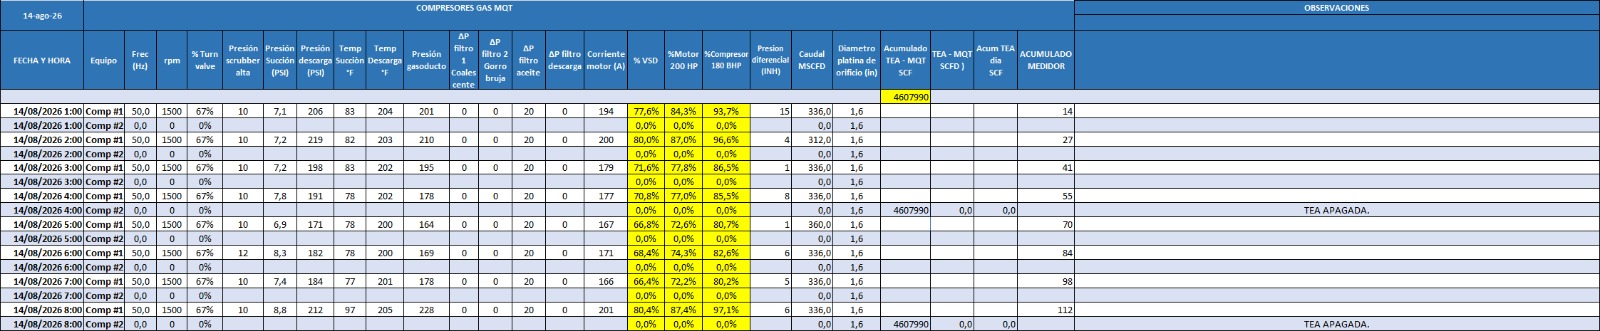 14-ago-26 COMPRESORES GAS MQT OBSERVACIONES
FECHA Y HORA Equipo Frec (Hz) rpm % Turn valve Presión scrubber alta Presión Succión (PSI) Presión descarga (PSI) Temp Succión °F Temp Descarga °F Presión gasoducto ΔP filtro 1 Coales cente ΔP filtro 2 Gorro bruja ΔP filtro aceite ΔP filtro descarga Corriente motor (A) % VSD %Motor 200 HP %Compresor 180 BHP Presion diferencial (INH) Caudal MSCFD Diametro platina de orificio (in) Acumulado TEA - MQT SCF TEA - MQT SCFD ) Acum TEA dia SCF ACUMULADO MEDIDOR
4607990
14/08/2026 1:00 Comp #1 50,0 1500 67% 10 7,1 206 83 204 201 0 0 20 0 194 77,6% 84,3% 93,7% 15 336,0 1,6 14
14/08/2026 1:00 Comp #2 0,0 0 0% 0,0% 0,0% 0,0% 0,0 1,6
14/08/2026 2:00 Comp #1 50,0 1500 67% 10 7,2 219 82 203 210 0 0 20 0 200 80,0% 87,0% 96,6% 4 312,0 1,6 27
14/08/2026 2:00 Comp #2 0,0 0 0% 0,0% 0,0% 0,0% 0,0 1,6
14/08/2026 3:00 Comp #1 50,0 1500 67% 10 7,2 198 83 202 195 0 0 20 0 179 71,6% 77,8% 86,5% 1 336,0 1,6 41
14/08/2026 3:00 Comp #2 0,0 0 0% 0,0% 0,0% 0,0% 0,0 1,6
14/08/2026 4:00 Comp #1 50,0 1500 67% 10 7,8 191 78 202 178 0 0 20 0 177 70,8% 77,0% 85,5% 8 336,0 1,6 55
14/08/2026 4:00 Comp #2 0,0 0 0% 0,0% 0,0% 0,0% 0,0 1,6 4607990 0,0 0,0 TEA APAGADA.
14/08/2026 5:00 Comp #1 50,0 1500 67% 10 6,9 171 78 200 164 0 0 20 0 167 66,8% 72,6% 80,7% 1 360,0 1,6 70
14/08/2026 5:00 Comp #2 0,0 0 0% 0,0% 0,0% 0,0% 0,0 1,6
14/08/2026 6:00 Comp #1 50,0 1500 67% 12 8,3 182 78 200 169 0 0 20 0 171 68,4% 74,3% 82,6% 6 336,0 1,6 84
14/08/2026 6:00 Comp #2 0,0 0 0% 0,0% 0,0% 0,0% 0,0 1,6
14/08/2026 7:00 Comp #1 50,0 1500 67% 10 7,4 184 77 201 178 0 0 20 0 166 66,4% 72,2% 80,2% 5 336,0 1,6 98
14/08/2026 7:00 Comp #2 0,0 0 0% 0,0% 0,0% 0,0% 0,0 1,6
14/08/2026 8:00 Comp #1 50,0 1500 67% 10 8,8 212 97 205 228 0 0 20 0 201 80,4% 87,4% 97,1% 6 336,0 1,6 112
14/08/2026 8:00 Comp #2 0,0 0 0% 0,0% 0,0% 0,0% 0,0 1,6 4607990 0,0 0,0 TEA APAGADA.